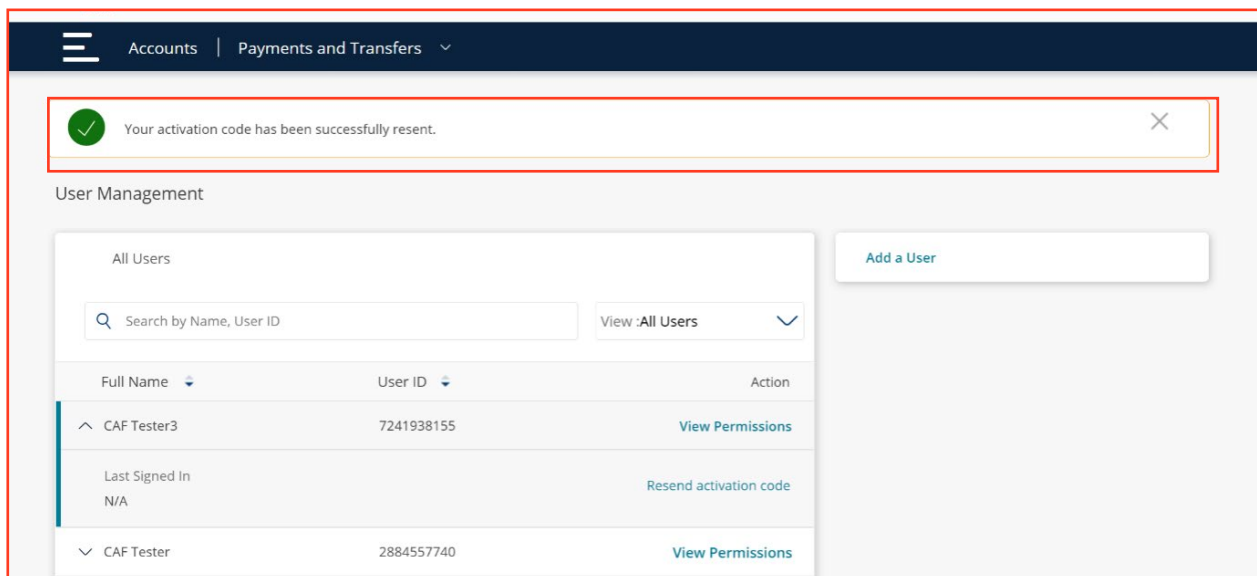 Accounts | Payments and Transfers
Your activation code has been successfully resent.
User Management
All Users
Add a User
Search by Name, User ID
View :All Users
Full Name User ID Action
CAF Tester3 7241938155 View Permissions
Last Signed In
N/A
Resend activation code
CAF Tester 2884557740 View Permissions